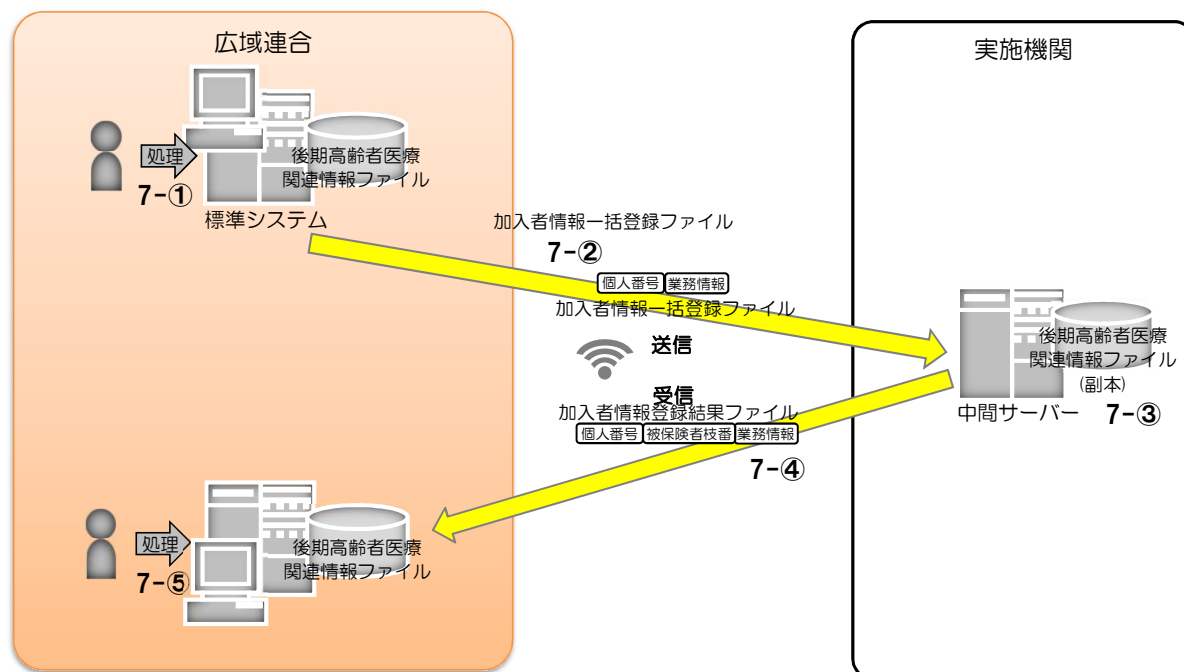 広域連合
実施機関
処理
7-①
後期高齢者医療
関連情報ファイル
標準システム
加入者情報一括登録ファイル
7-②
個人番号 業務情報
加入者情報一括登録ファイル
送信
受信
後期高齢者医療
関連情報ファイル
(副本)
中間サーバー
7-③
加入者情報登録結果ファイル
個人番号 被保険者枝番 業務情報
7-④
処理
7-⑤
後期高齢者医療
関連情報ファイル